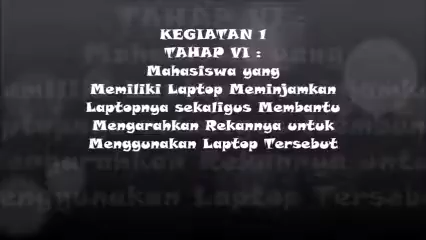 KEGIATAN 1
TAHAP VI :
Mahasiswa yang
Memiliki Laptop Meminjamkan
Laptopnya sekaligus Membantu
Mengarahkan Rekannya untuk
Menggunakan Laptop Tersebut